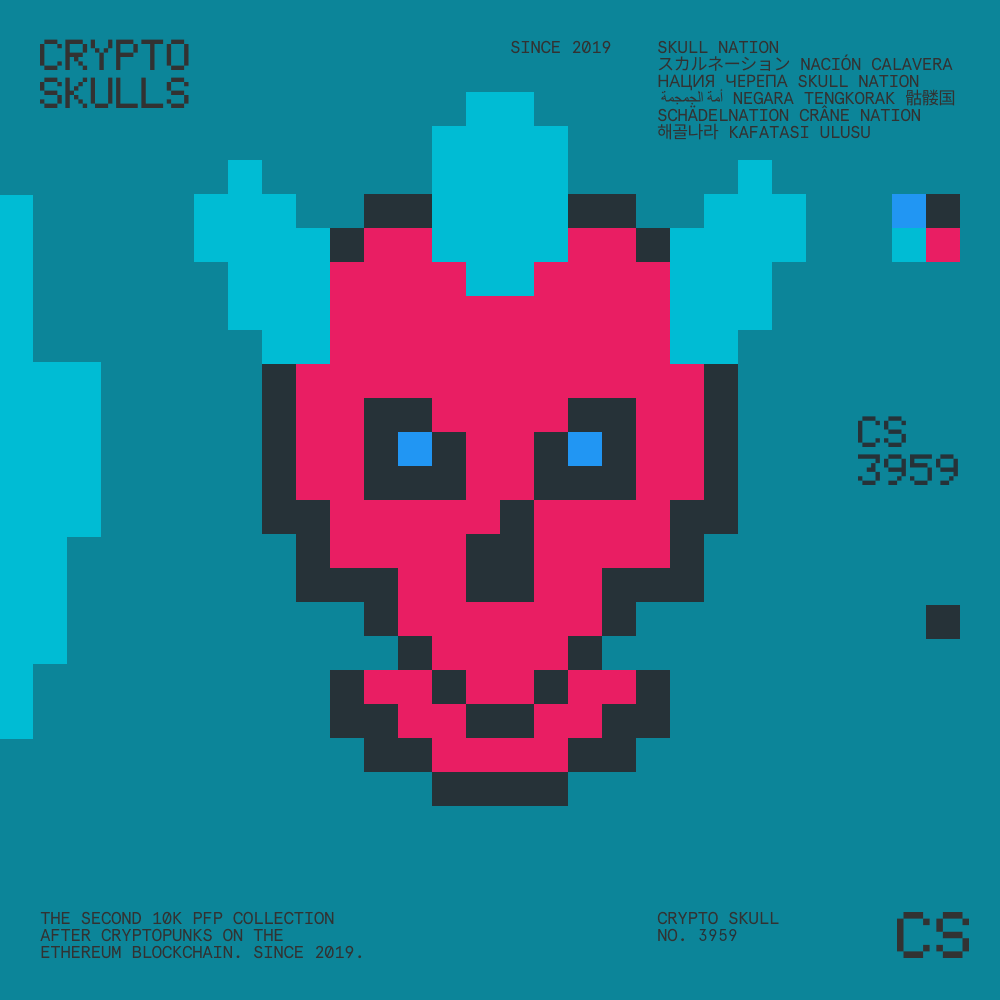 CRYPTO
SKULLS
SINCE 2019
SKULL NATION
スカルネーション NACIÓN CALAVERA
НАЦИЯ ЧЕРЕПА SKULL NATION
أمة الجمجمة NEGARA TENGKORAK 骷髅国
SCHÄDELNATION CRÂNE NATION
해골나라 KAFATASI ULUSU
CS
3959
THE SECOND 10K PFP COLLECTION
AFTER CRYPTOPUNKS ON THE
ETHEREUM BLOCKCHAIN. SINCE 2019.
CRYPTO SKULL
NO. 3959
CS